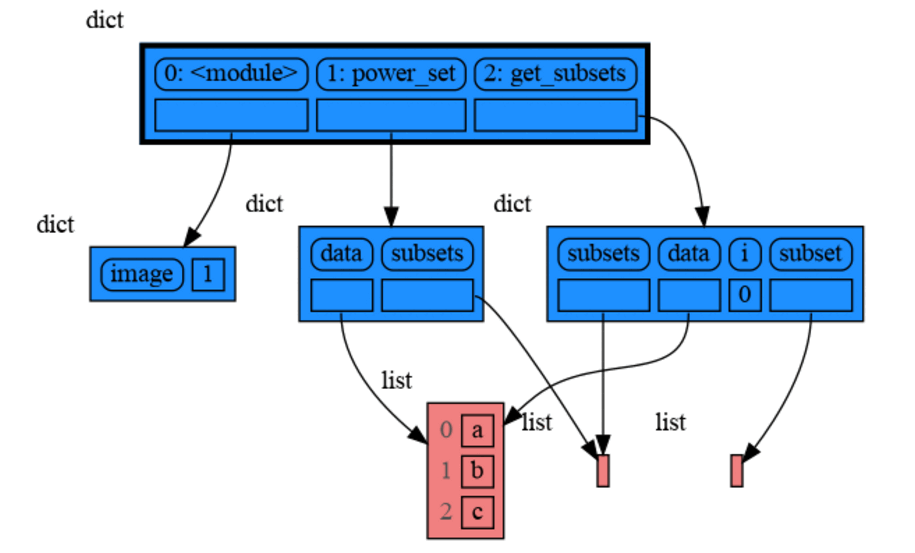 dict
0: <module> 1: power_set 2: get_subsets
dict dict dict
image 1
data subsets
subsets data i subset
0
list list list
0 a
1 b
2 c